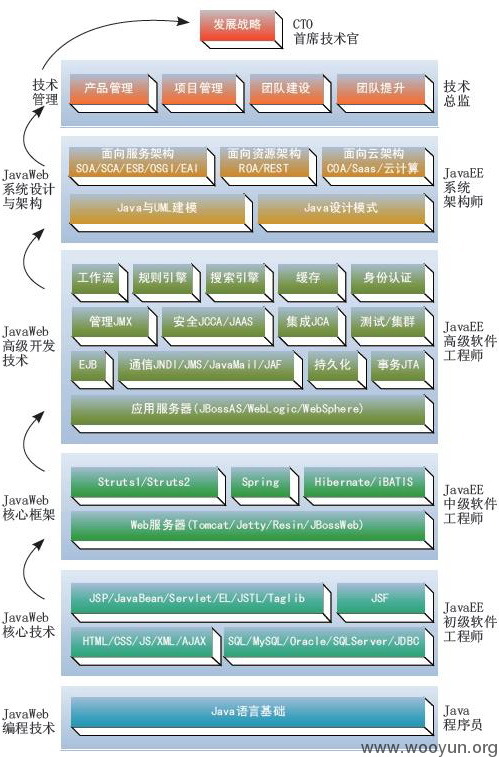 发展战略
CTO
首席技术官
技术
管理
产品管理
项目管理
团队建设
团队提升
技术
总监
JavaWeb
系统设计
与架构
面向服务架构
SOA/SCA/ESB/OSGI/EAI
面向资源架构
ROA/REST
面向云架构
COA/Saas/云计算
Java与UML建模
Java设计模式
JavaEE
系统
架构师
JavaWeb
高级开发
技术
工作流
规则引擎
搜索引擎
缓存
身份认证
管理JMX
安全JCCA/JAAS
集成JCA
测试/集群
EJB
通信JNDI/JMS/JavaMail/JAF
持久化
事务JTA
应用服务器(JBossAS/WebLogic/WebSphere)
JavaEE
高级软件
工程师
JavaWeb
核心框架
Struts1/Struts2
Spring
Hibernate/iBATIS
Web服务器(Tomcat/Jetty/Resin/JBossWeb)
JavaEE
中级软件
工程师
JavaWeb
核心技术
JSP/JavaBean/Servlet/EL/JSTL/Taglib
JSF
HTML/CSS/JS/XML/AJAX
SQL/MySQL/Oracle/SQLServer/JDBC
JavaEE
初级软件
工程师
JavaWeb
编程技术
Java语言基础
Java
程序员
www.wooyun.org